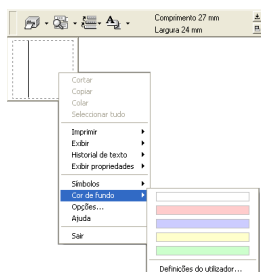 Comprimento 27 mm
Largura 24 mm
Cortar
Copiar
Colar
Seleccionar tudo
Imprimir
Exibir
Historial de texto
Exibir propriedades
Símbolos
Cor de fundo
Opções...
Ajuda
Sair
Definições do utilizador...